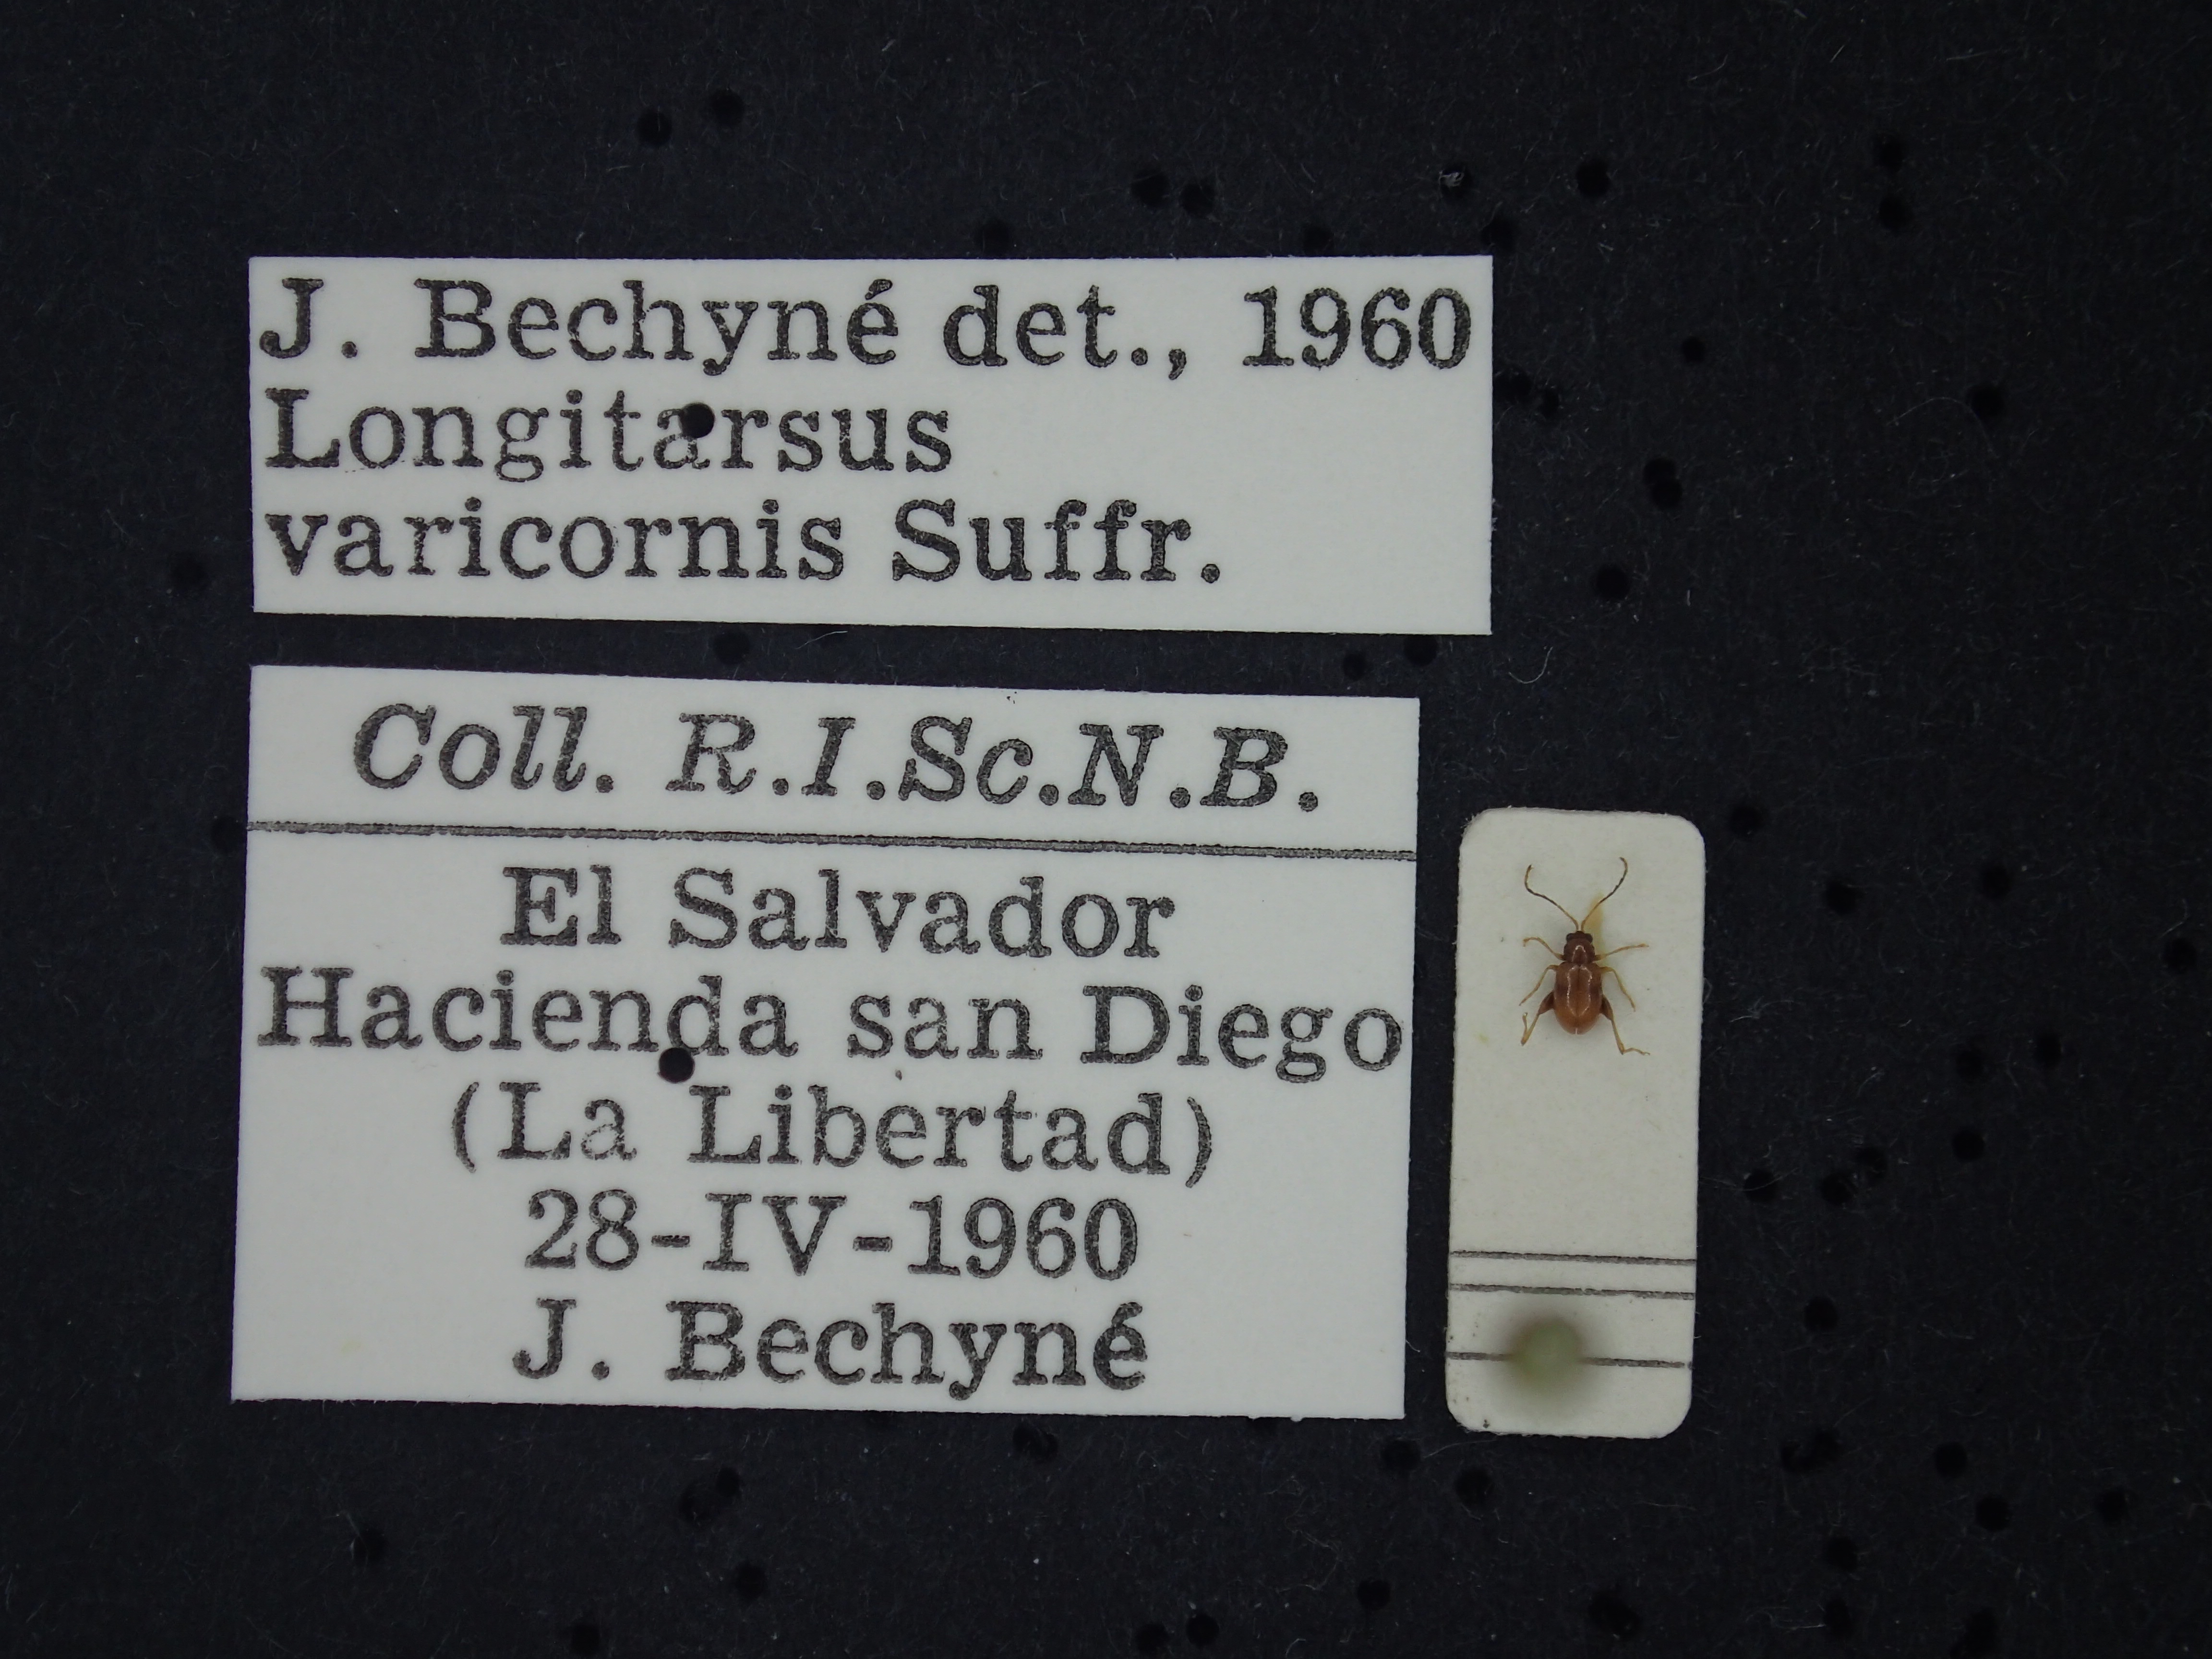 J. Bechyné det., 1960
Longitarsus
varicornis Suffr.
Coll. R.I.Sc.N.B.
El Salvador
Hacienda san Diego
(La Libertad)
28-IV-1960
J. Bechyné